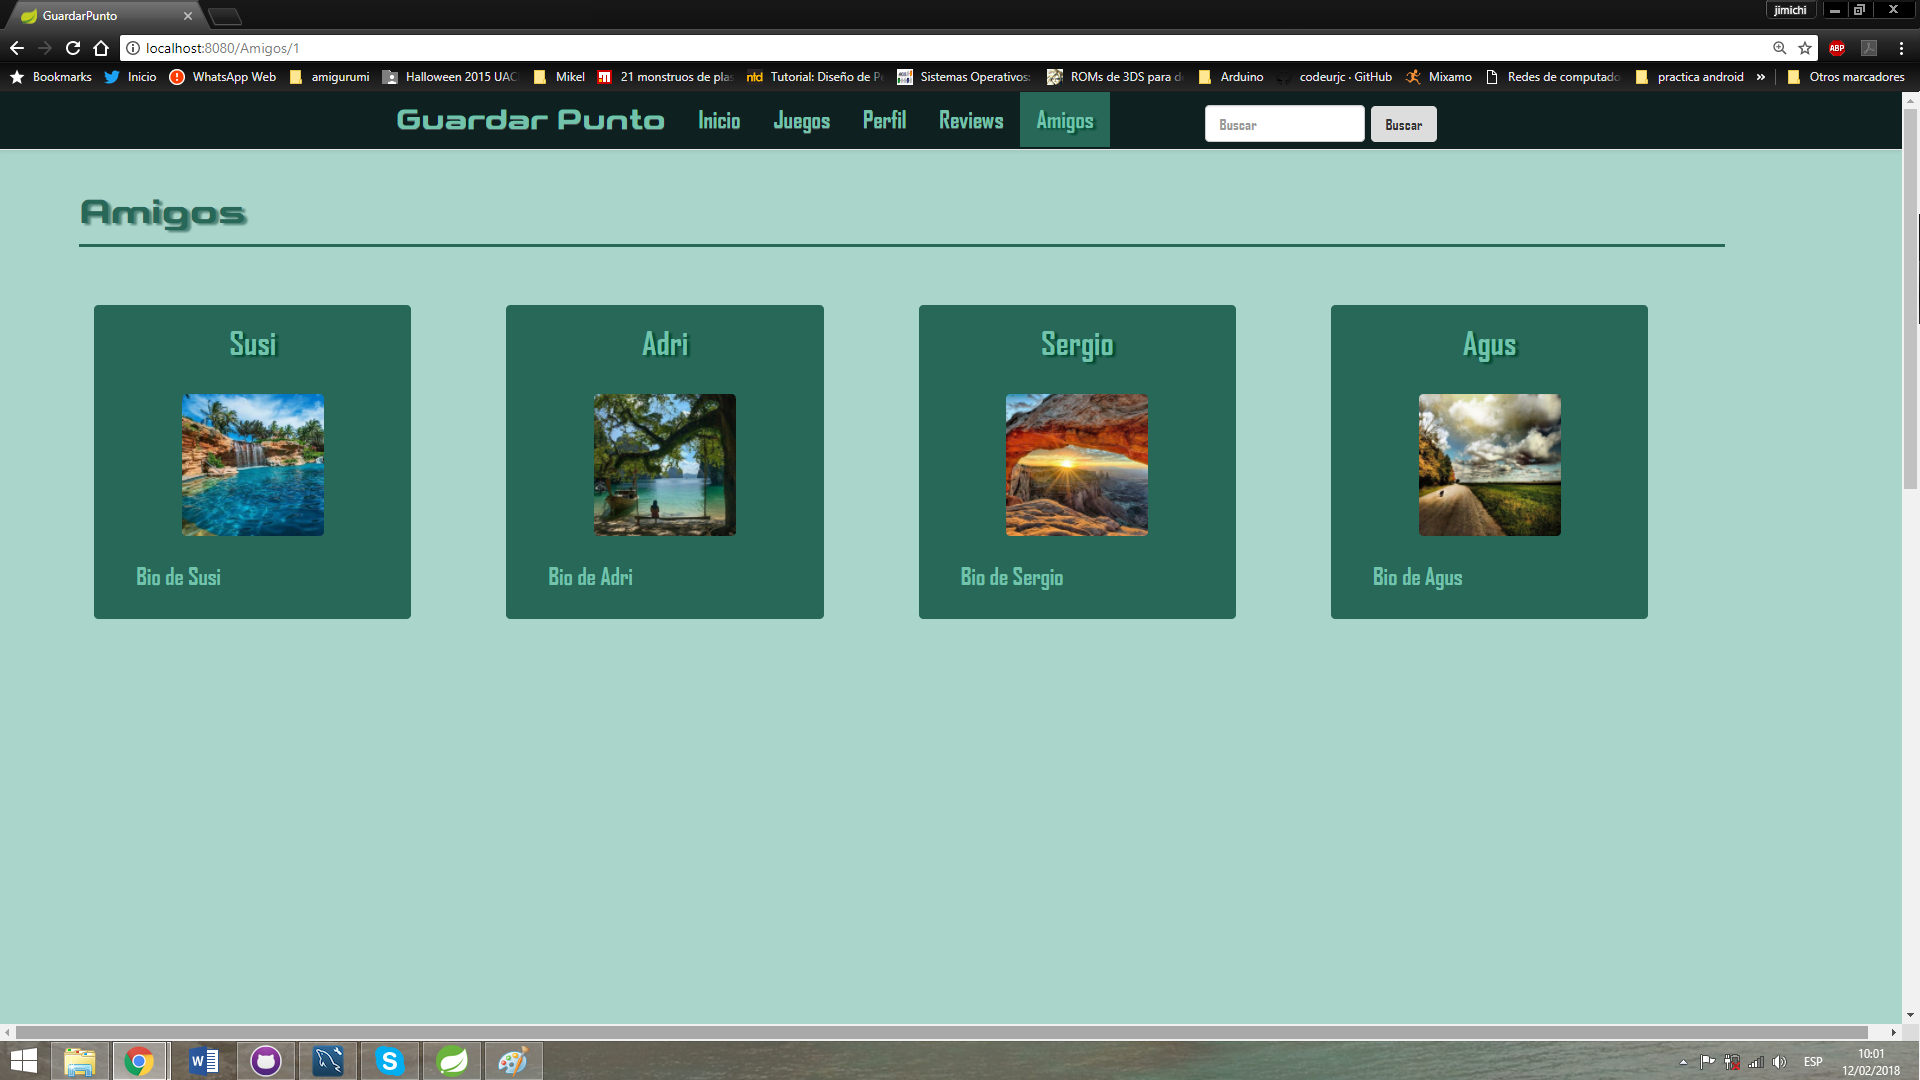 GuardarPunto
jimichi
localhost:8080/Amigos/1
ABP
Bookmarks Inicio WhatsApp Web amigurumi Halloween 2015 UAC Mikel 21 monstruos de plas Tutorial: Diseño de Pe Sistemas Operativos: ROMs de 3DS para de Arduino codeurjc · GitHub Mixamo Redes de computado practica android » Otros marcadores
Guardar Punto Inicio Juegos Perfil Reviews Amigos Buscar Buscar
Amigos
Susi Adri Sergio Agus
Bio de Susi Bio de Adri Bio de Sergio Bio de Agus
ESP
10:01
12/02/2018